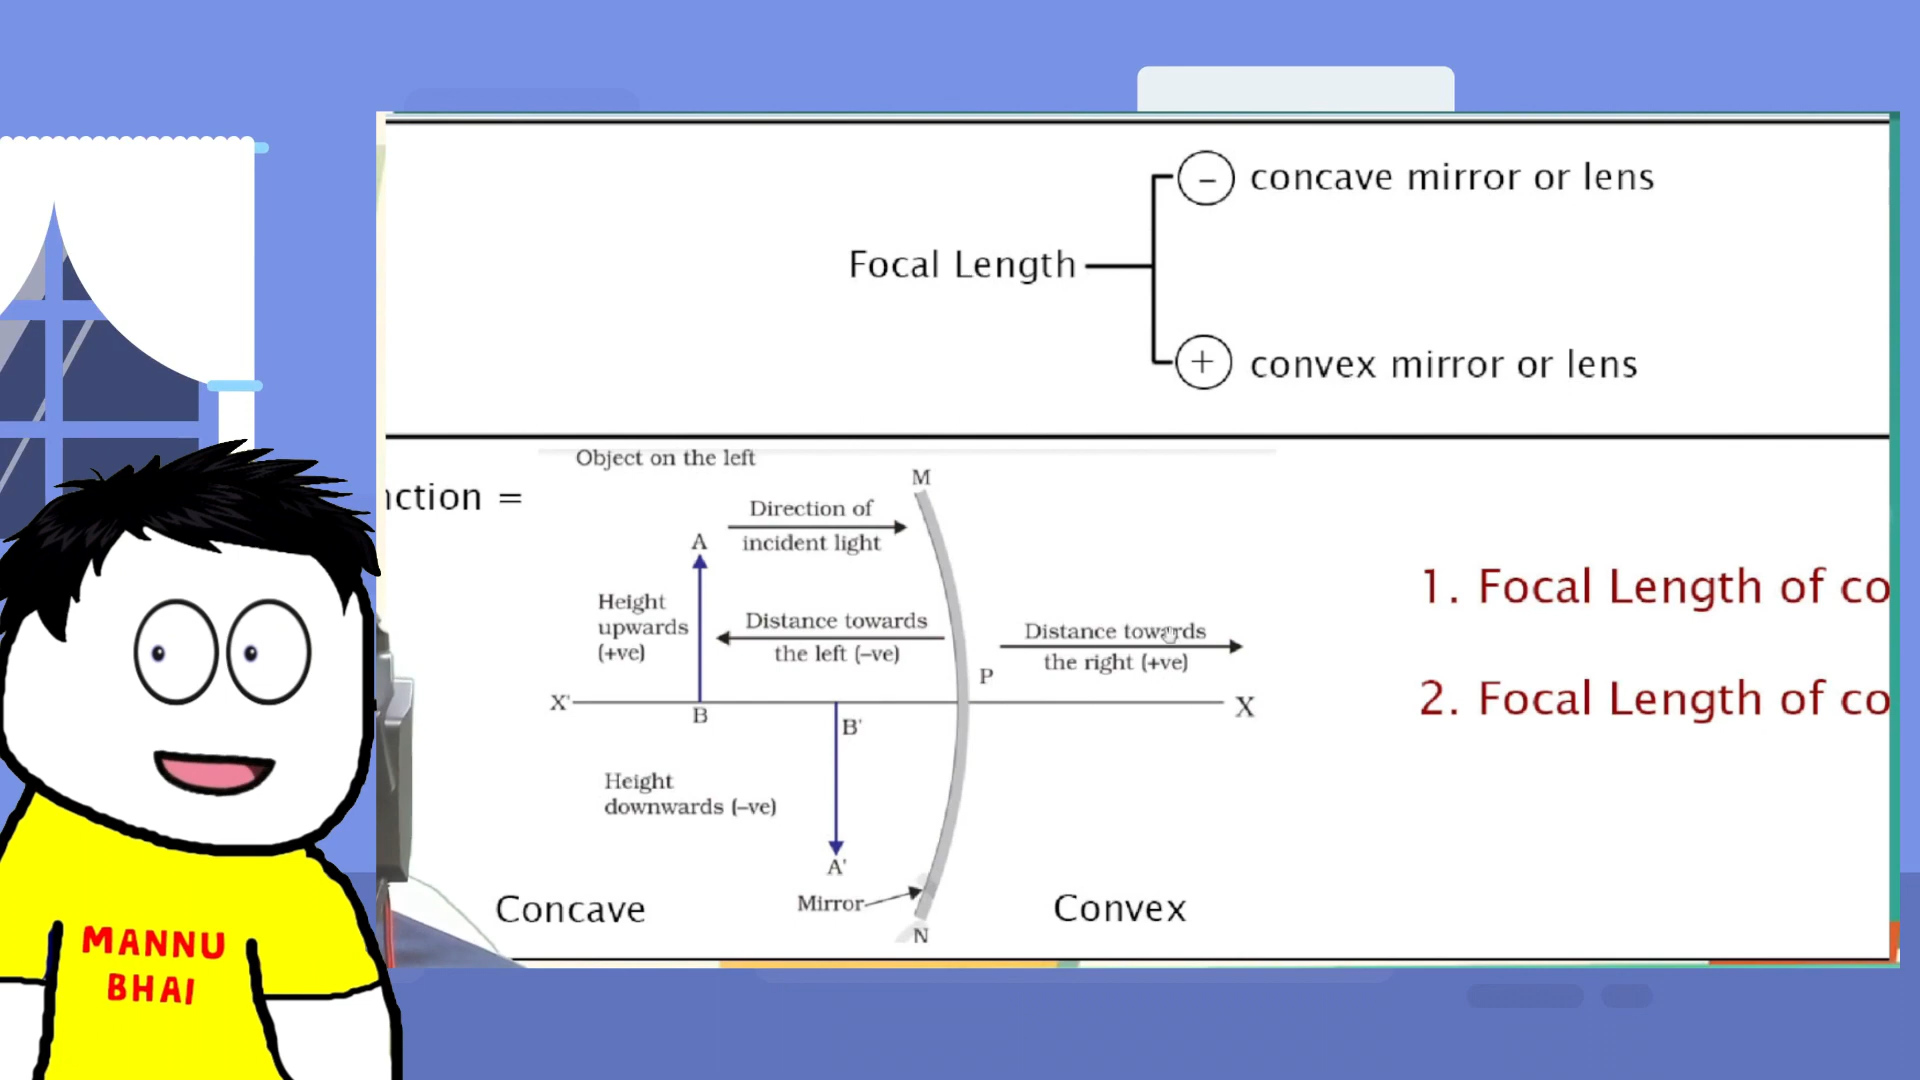 − concave mirror or lens
Focal Length
+ convex mirror or lens
Object on the left
ction =
M
Direction of
incident light
A
Height
upwards
(+ve)
Distance towards
the left (–ve)
Distance towards
the right (+ve)
P
X'
B
B'
X
Height
downwards (–ve)
A'
Mirror
N
Concave
Convex
1. Focal Length of co
2. Focal Length of co
MANNU
BHAI